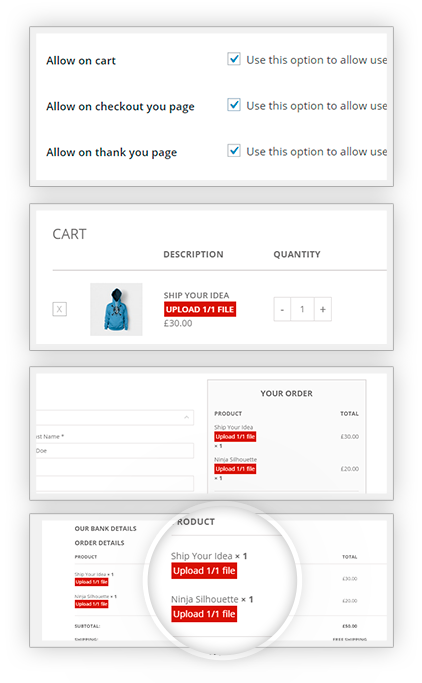 Allow on cart
Use this option to allow use
Allow on checkout you page
Use this option to allow use
Allow on thank you page
Use this option to allow use
CART
DESCRIPTION QUANTITY
SHIP YOUR IDEA
X
UPLOAD 1/1 FILE
- 1 +
£30.00
YOUR ORDER
PRODUCT TOTAL
Ship Your Idea
Upload 1/1 file
£30.00
× 1
Ninja Silhouette
Upload 1/1 file
£20.00
× 1
ast Name *
Doe
OUR BANK DETAILS
ORDER DETAILS
PRODUCT TOTAL
Ship Your Idea × 1
Upload 1/1 file
£30.00
Ninja Silhouette × 1
Upload 1/1 file
£20.00
SUBTOTAL: £50.00
SHIPPING: FREE SHIPPING
RODUCT
Ship Your Idea × 1
Upload 1/1 file
Ninja Silhouette × 1
Upload 1/1 file